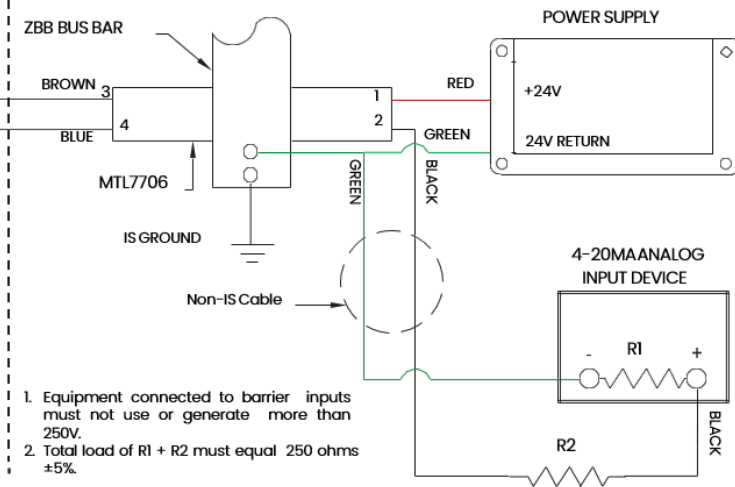 ZBB BUS BAR
POWER SUPPLY
BROWN 3
1
RED
+24V
BLUE
4
2
GREEN
24V RETURN
MTL7706
GREEN
BLACK
IS GROUND
4-20MA ANALOG
INPUT DEVICE
Non-IS Cable
- R1 +
1. Equipment connected to barrier inputs
must not use or generate more than
250V.
2. Total load of R1 + R2 must equal 250 ohms
±5%.
BLACK
R2